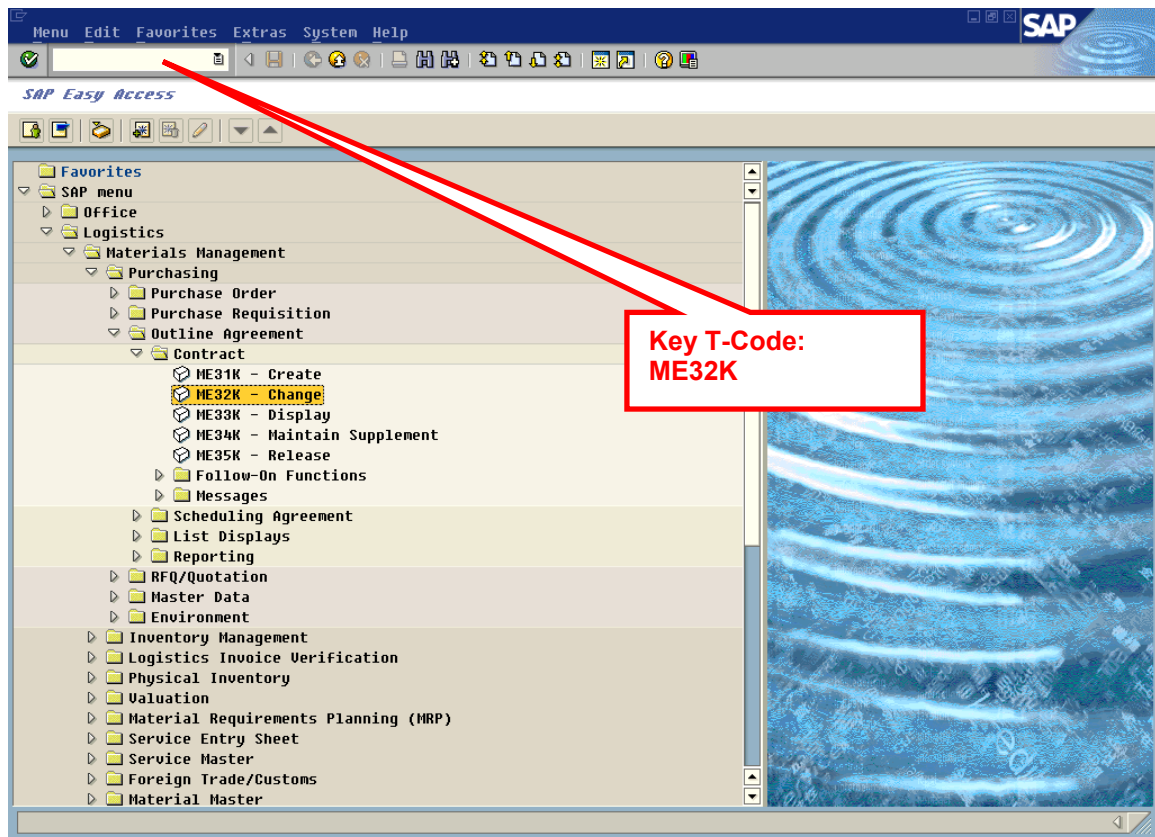 Menu Edit Favorites Extras System Help
SAP
SAP Easy Access
Favorites
SAP menu
Office
Logistics
Materials Management
Purchasing
Purchase Order
Purchase Requisition
Outline Agreement
Contract
ME31K - Create
ME32K - Change
ME33K - Display
ME34K - Maintain Supplement
ME35K - Release
Follow-On Functions
Messages
Scheduling Agreement
List Displays
Reporting
RFQ/Quotation
Master Data
Environment
Inventory Management
Logistics Invoice Verification
Physical Inventory
Valuation
Material Requirements Planning (MRP)
Service Entry Sheet
Service Master
Foreign Trade/Customs
Material Master
Key T-Code:
ME32K